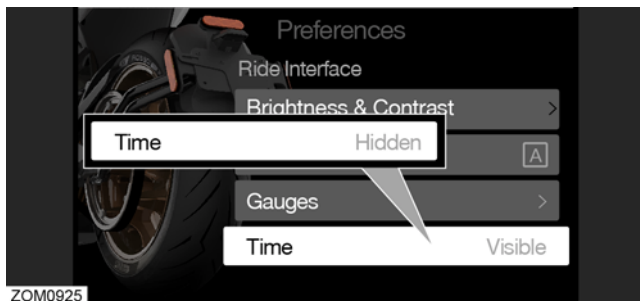 Preferences
Ride Interface
Brightness & Contrast
Time Hidden
A
Gauges
Time Visible
ZOM0925